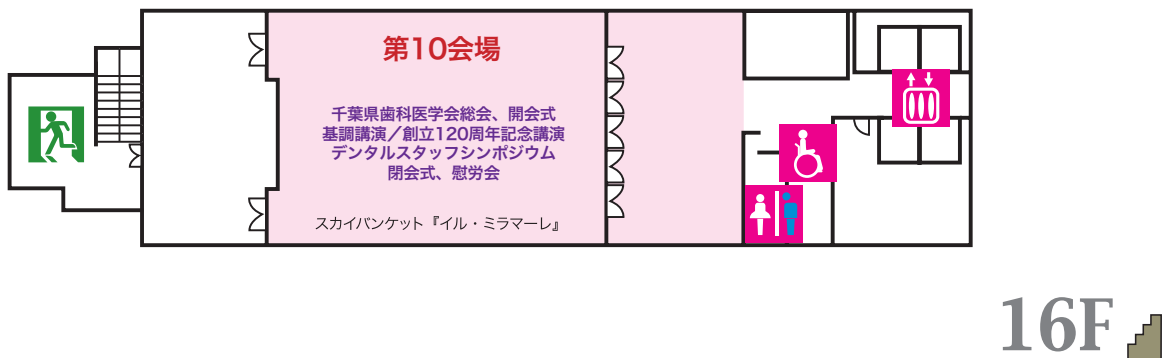 第10会場
千葉県歯科医学会総会、開会式
基調講演／創立120周年記念講演
デンタルスタッフシンポジウム
閉会式、慰労会
スカイバンケット『イル・ミラマーレ』
16F